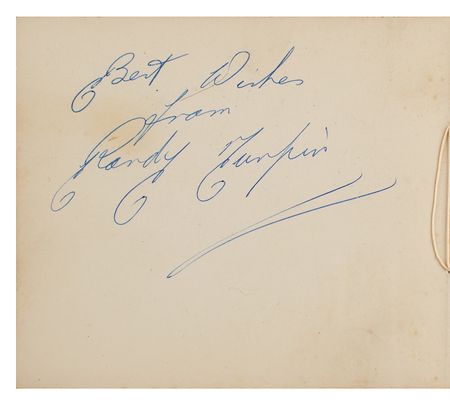 Best Wishes
from
Randy Turpin